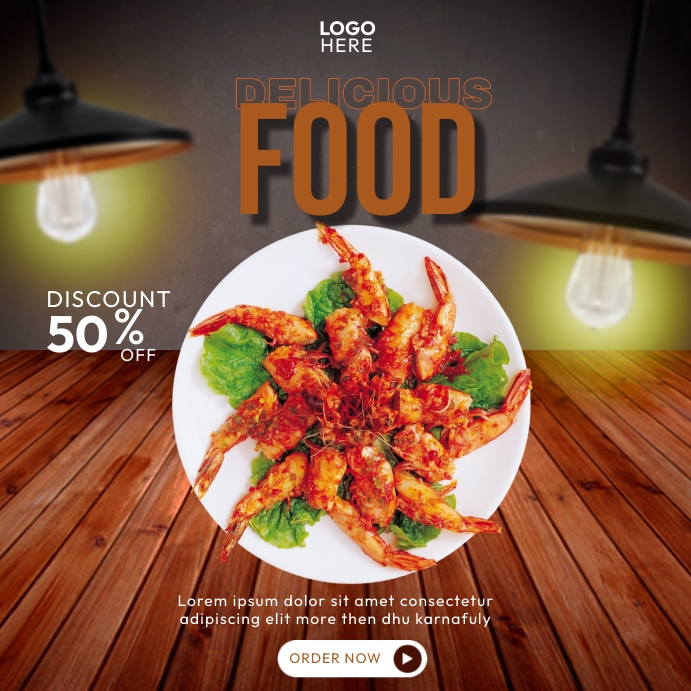 LOGO
HERE
DELICIOUS
FOOD
DISCOUNT
50%
OFF
Lorem ipsum dolor sit amet consectetur
adipiscing elit more then dhu karnafuly
ORDER NOW